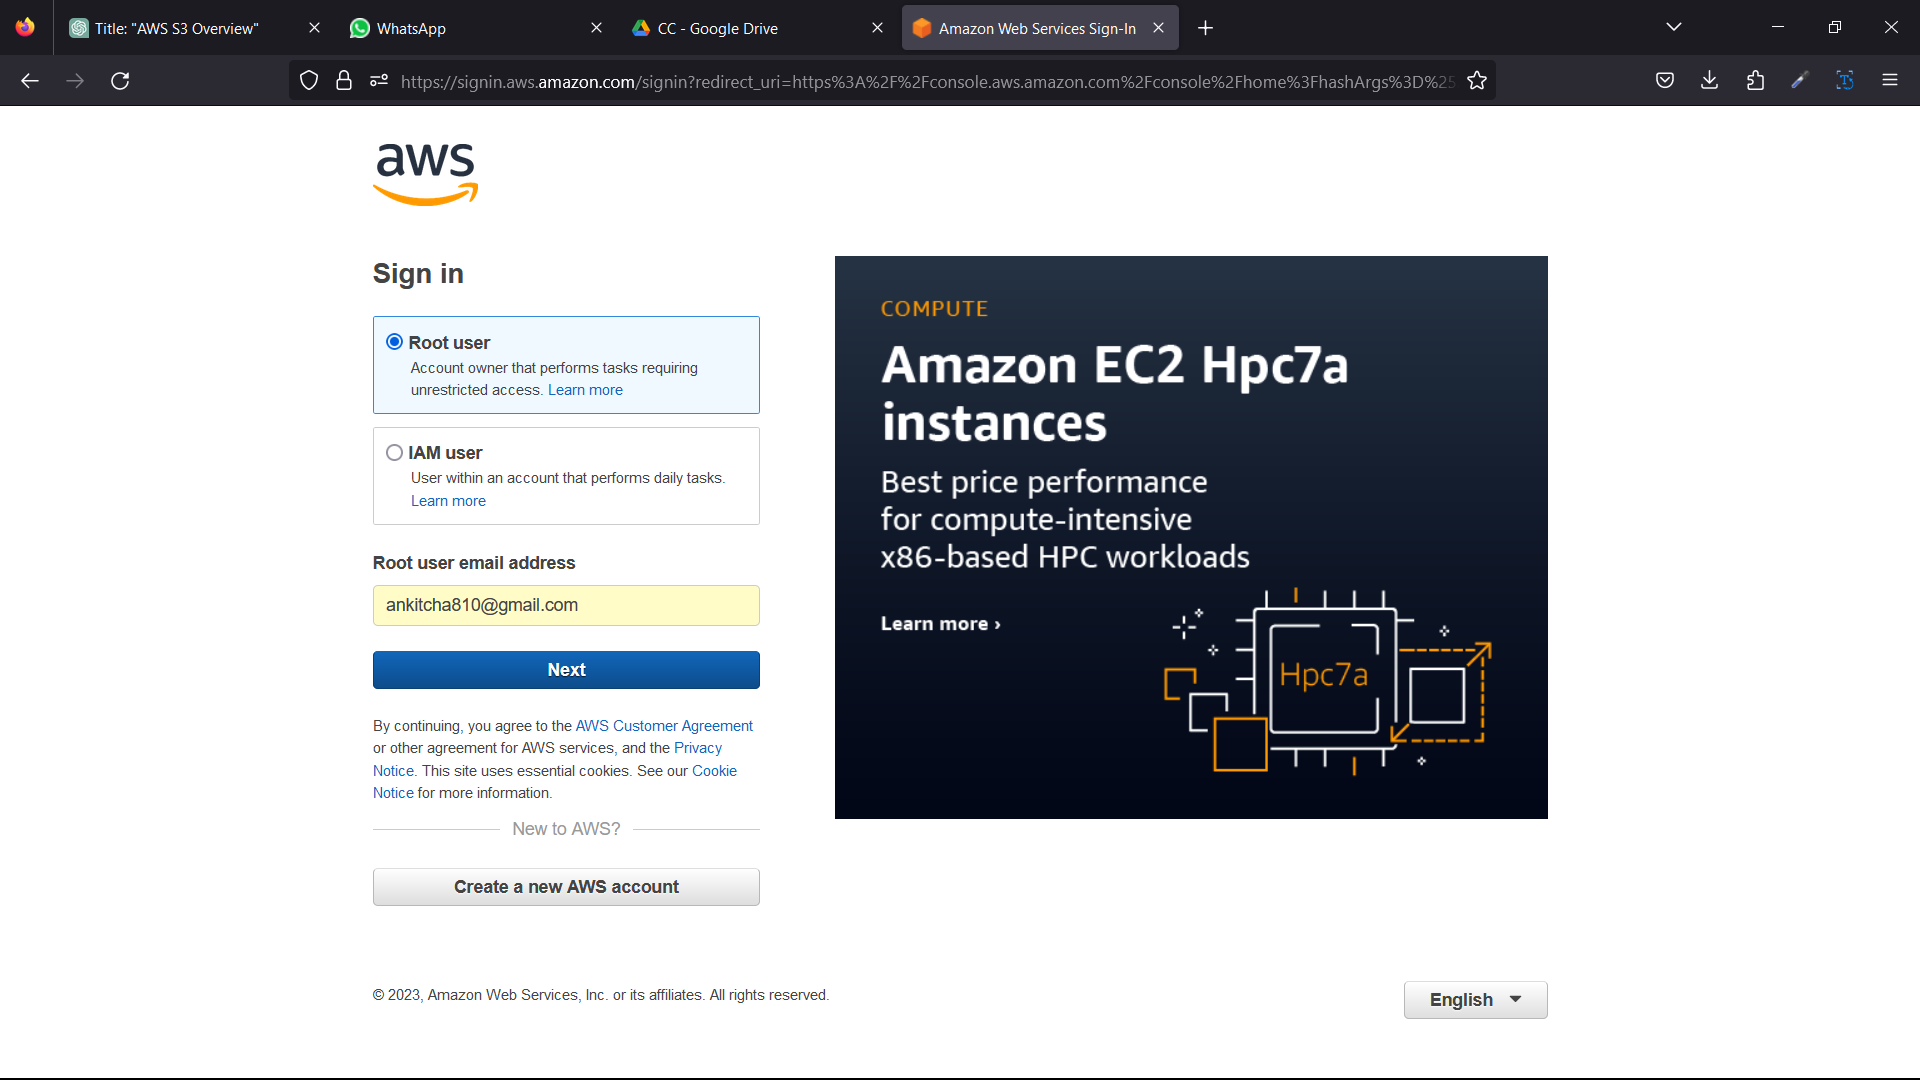 Title: "AWS S3 Overview"
WhatsApp
CC - Google Drive
Amazon Web Services Sign-In
https://signin.aws.amazon.com/signin?redirect_uri=https%3A%2F%2Fconsole.aws.amazon.com%2Fconsole%2Fhome%3FhashArgs%3D%25
aws
Sign in
Root user
Account owner that performs tasks requiring
unrestricted access. Learn more
IAM user
User within an account that performs daily tasks.
Learn more
Root user email address
ankitcha810@gmail.com
Next
By continuing, you agree to the AWS Customer Agreement
or other agreement for AWS services, and the Privacy
Notice. This site uses essential cookies. See our Cookie
Notice for more information.
New to AWS?
Create a new AWS account
COMPUTE
Amazon EC2 Hpc7a
instances
Best price performance
for compute-intensive
x86-based HPC workloads
Learn more ›
Hpc7a
© 2023, Amazon Web Services, Inc. or its affiliates. All rights reserved.
English